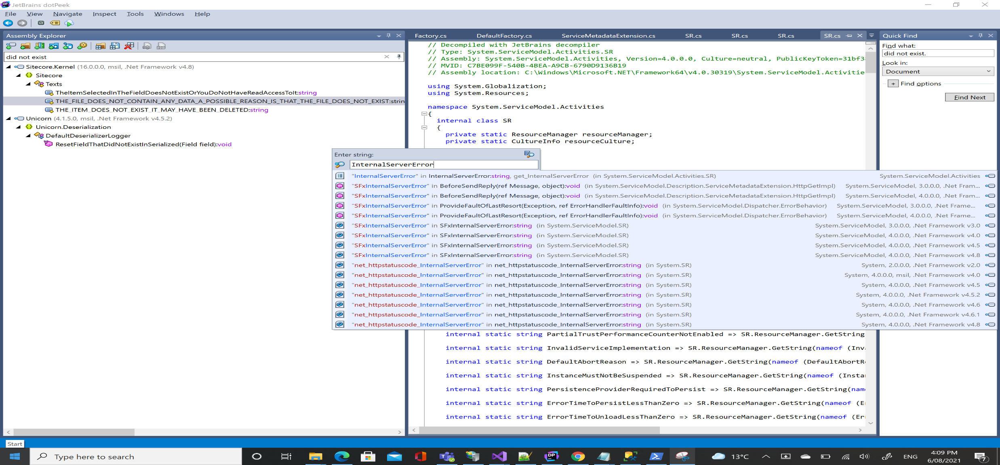 JetBrains dotPeek
File View Navigate Inspect Tools Windows Help
Assembly Explorer
did not exist
Sitecore.Kernel (16.0.0.0, msil, .Net Framework v4.8)
Sitecore
Texts
TheItemSelectedInTheFieldDoesNotExistOrYouDoNotHaveReadAccessToIt:string
THE_FILE_DOES_NOT_CONTAIN_ANY_DATA_A_POSSIBLE_REASON_IS_THAT_THE_FILE_DOES_NOT_EXIST:strin
THE_ITEM_DOES_NOT_EXIST_IT_MAY_HAVE_BEEN_DELETED:string
Unicorn (4.1.5.0, msil, .Net Framework v4.5.2)
Unicorn.Deserialization
DefaultDeserializerLogger
ResetFieldThatDidNotExistInSerialized(Field field):void
Factory.cs DefaultFactory.cs ServiceMetadataExtension.cs SR.cs SR.cs SR.cs SR.cs
// Decompiled with JetBrains decompiler
// Type: System.ServiceModel.Activities.SR
// Assembly: System.ServiceModel.Activities, Version=4.0.0.0, Culture=neutral, PublicKeyToken=31bf3
// MVID: C7BE099F-540B-4BEA-A9CB-6790D9136B19
// Assembly location: C:\Windows\Microsoft.NET\Framework64\v4.0.30319\System.ServiceModel.Activitie
using System.Globalization;
using System.Resources;
namespace System.ServiceModel.Activities
{
internal class SR
{
private static ResourceManager resourceManager;
private static CultureInfo resourceCulture;
Enter string:
InternalServerError
"InternalServerError" in InternalServerError:string, get_InternalServerError (in System.ServiceModel.Activities.SR) System.ServiceModel.Activities
"SFxInternalServerError" in BeforeSendReply(ref Message, object):void (in System.ServiceModel.Description.ServiceMetadataExtension.HttpGetImpl) System.ServiceModel, 3.0.0.0, .Net Fram...
"SFxInternalServerError" in BeforeSendReply(ref Message, object):void (in System.ServiceModel.Description.ServiceMetadataExtension.HttpGetImpl) System.ServiceModel, 4.0.0.0, .Net Fram...
"SFxInternalServerError" in ProvideFaultOfLastResort(Exception, ref ErrorHandlerFaultInfo):void (in System.ServiceModel.Dispatcher.ErrorBehavior) System.ServiceModel, 3.0.0.0, .Net Frame...
"SFxInternalServerError" in ProvideFaultOfLastResort(Exception, ref ErrorHandlerFaultInfo):void (in System.ServiceModel.Dispatcher.ErrorBehavior) System.ServiceModel, 4.0.0.0, .Net Frame...
"SFxInternalServerError" in SFxInternalServerError:string (in System.ServiceModel.SR) System.ServiceModel, 3.0.0.0, .Net Framework v3.0
"SFxInternalServerError" in SFxInternalServerError:string (in System.ServiceModel.SR) System.ServiceModel, 4.0.0.0, .Net Framework v4.0
"SFxInternalServerError" in SFxInternalServerError:string (in System.ServiceModel.SR) System.ServiceModel, 4.0.0.0, .Net Framework v4.5
"SFxInternalServerError" in SFxInternalServerError:string (in System.ServiceModel.SR) System.ServiceModel, 4.0.0.0, .Net Framework v4.8
"net_httpstatuscode_InternalServerError" in net_httpstatuscode_InternalServerError:string (in System.SR) System, 2.0.0.0, .Net Framework v2.0
"net_httpstatuscode_InternalServerError" in net_httpstatuscode_InternalServerError:string (in System.SR) System, 4.0.0.0, msil, .Net Framework v4.0
"net_httpstatuscode_InternalServerError" in net_httpstatuscode_InternalServerError:string (in System.SR) System, 4.0.0.0, .Net Framework v4.5
"net_httpstatuscode_InternalServerError" in net_httpstatuscode_InternalServerError:string (in System.SR) System, 4.0.0.0, .Net Framework v4.5.2
"net_httpstatuscode_InternalServerError" in net_httpstatuscode_InternalServerError:string (in System.SR) System, 4.0.0.0, .Net Framework v4.6
"net_httpstatuscode_InternalServerError" in net_httpstatuscode_InternalServerError:string (in System.SR) System, 4.0.0.0, .Net Framework v4.6.1
"net_httpstatuscode_InternalServerError" in net_httpstatuscode_InternalServerError:string (in System.SR) System, 4.0.0.0, .Net Framework v4.8
internal static string PartialTrustPerformanceCounterNotEnabled => SR.ResourceManager.GetString
internal static string InvalidServiceImplementation => SR.ResourceManager.GetString(nameof (Inv
internal static string DefaultAbortReason => SR.ResourceManager.GetString(nameof (DefaultAbortR
internal static string InstanceMustNotBeSuspended => SR.ResourceManager.GetString(nameof (Insta
internal static string PersistenceProviderRequiredToPersist => SR.ResourceManager.GetString(nam
internal static string ErrorTimeToPersistLessThanZero => SR.ResourceManager.GetString(nameof (E
internal static string ErrorTimeToUnloadLessThanZero => SR.ResourceManager.GetString(nameof (Er
Quick Find
Find what:
did not exist.
Look in:
Document
+ Find options
Find Next
Start
Type here to search
13°C
ENG
4:09 PM
6/08/2021
7